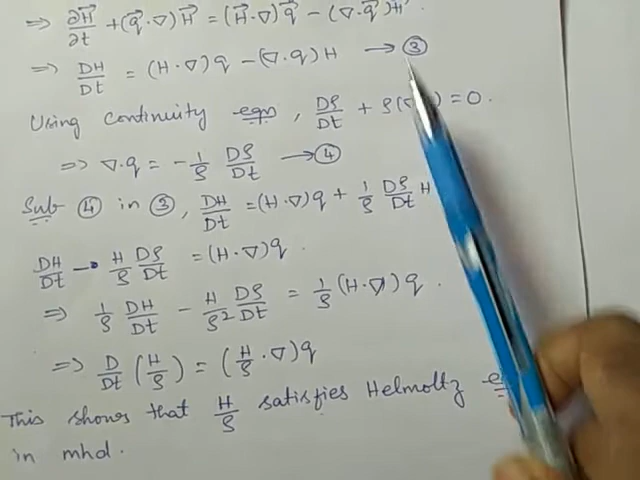 ⇒ ∂H⃗/∂t + (q⃗·∇)H⃗ = (H⃗·∇)q⃗ − (∇·q⃗)H⃗
⇒ DH/Dt = (H·∇)q − (∇·q)H → ③
Using Continuity eqn, Dρ/Dt + ρ( ) = 0.
⇒ ∇·q = −1/ρ Dρ/Dt → ④
Sub ④ in ③, DH/Dt = (H·∇)q + 1/ρ Dρ/Dt H
DH/Dt − H/ρ Dρ/Dt = (H·∇)q.
⇒ 1/ρ DH/Dt − H/ρ² Dρ/Dt = 1/ρ (H·∇)q.
⇒ D/Dt (H/ρ) = (H/ρ · ∇)q
This shows that H/ρ satisfies Helmoltz
in mhd.